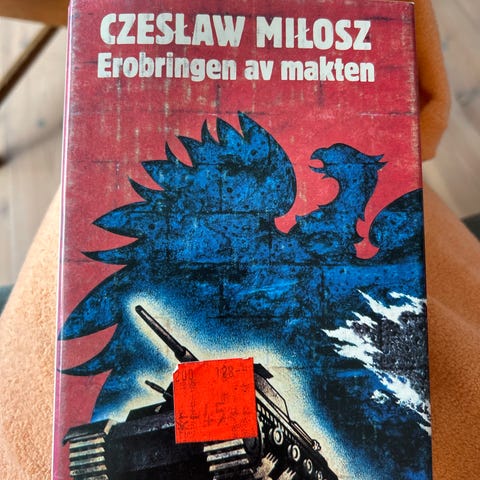 CZESŁAW MIŁOSZ
Erobringen av makten